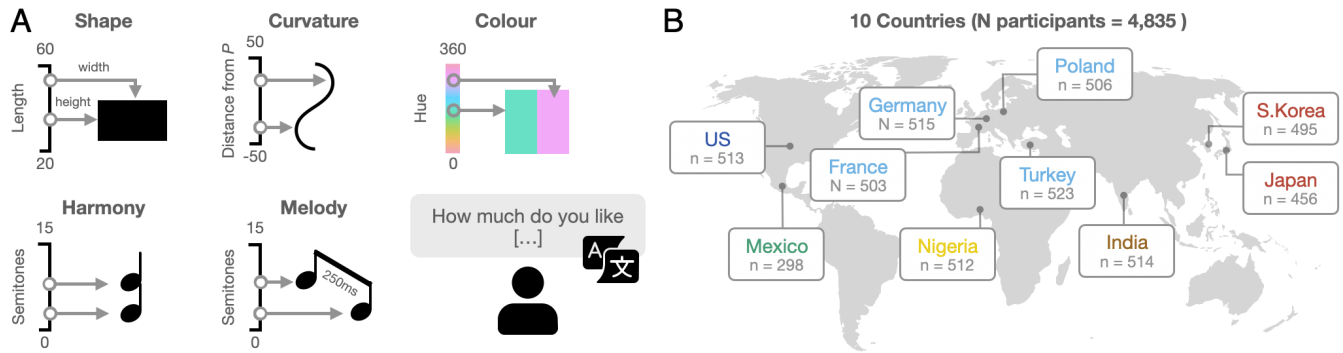 A
Shape
60
width
height
Length
20
Curvature
50
Distance from P
-50
Colour
360
Hue
0
Harmony
15
Semitones
0
Melody
15
250ms
Semitones
0
How much do you like
[...]
A
文
B
10 Countries (N participants = 4,835 )
Poland
n = 506
Germany
N = 515
US
n = 513
France
N = 503
Turkey
n = 523
S.Korea
n = 495
Japan
n = 456
Mexico
n = 298
Nigeria
n = 512
India
n = 514